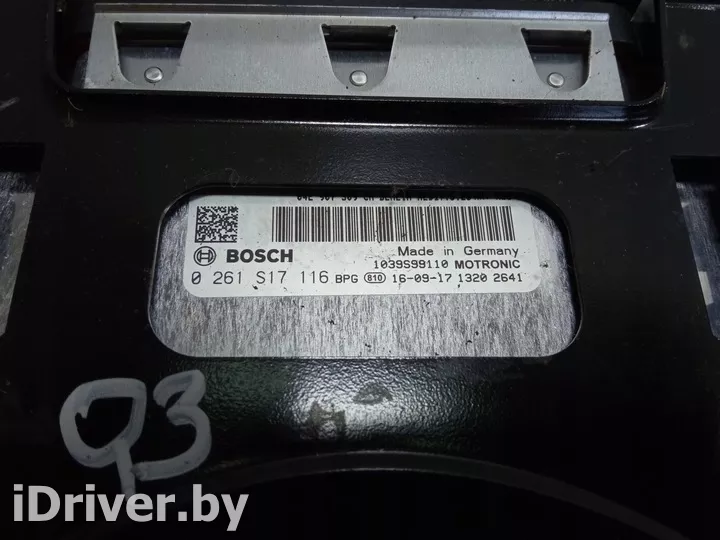 BOSCH
Made in Germany
1039S99110 MOTRONIC
0 261 S17 116 BPG 810 16-09-17 1320 2641
Q3
iDriver.by